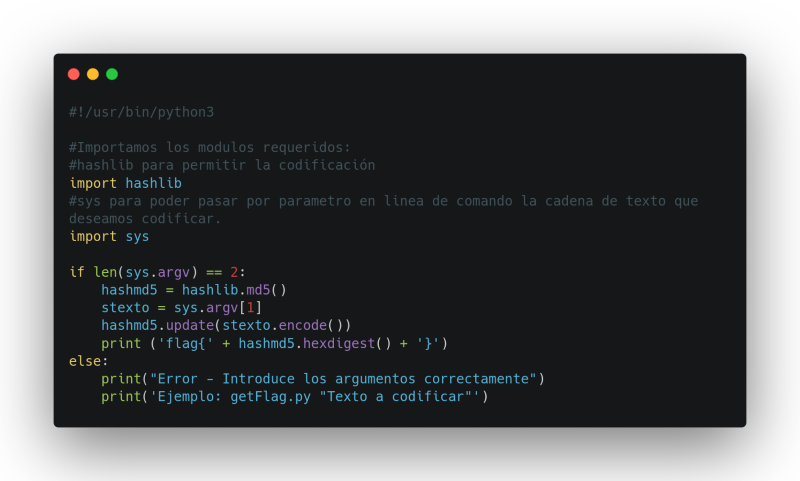 #!/usr/bin/python3
#Importamos los modulos requeridos:
#hashlib para permitir la codificación
import hashlib
#sys para poder pasar por parametro en linea de comando la cadena de texto que
deseamos codificar.
import sys
if len(sys.argv) == 2:
    hashmd5 = hashlib.md5()
    stexto = sys.argv[1]
    hashmd5.update(stexto.encode())
    print ('flag{' + hashmd5.hexdigest() + '}')
else:
    print("Error – Introduce los argumentos correctamente")
    print('Ejemplo: getFlag.py "Texto a codificar"')